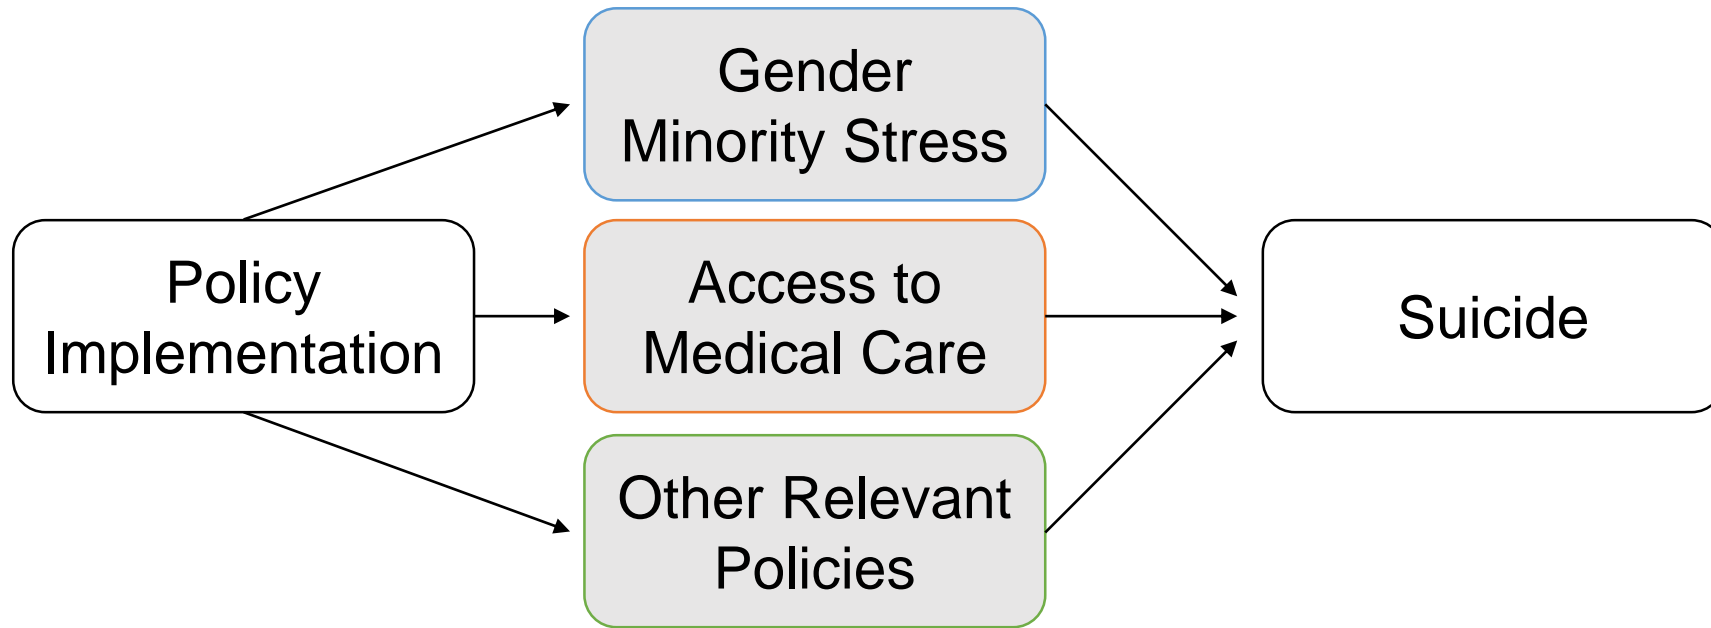 Gender
Minority Stress
Policy
Implementation
Access to
Medical Care
Suicide
Other Relevant
Policies